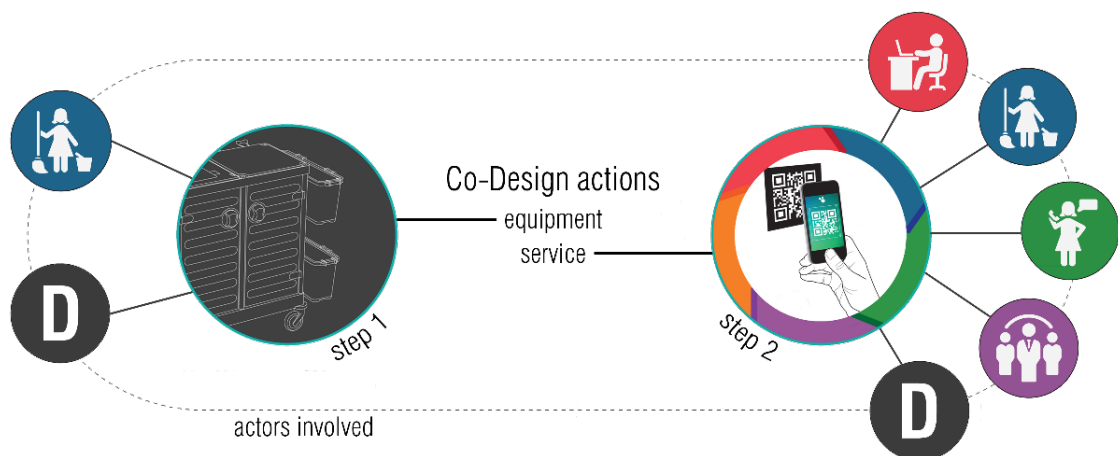 D
step 1
Co-Design actions
equipment
service
step 2
D
actors involved